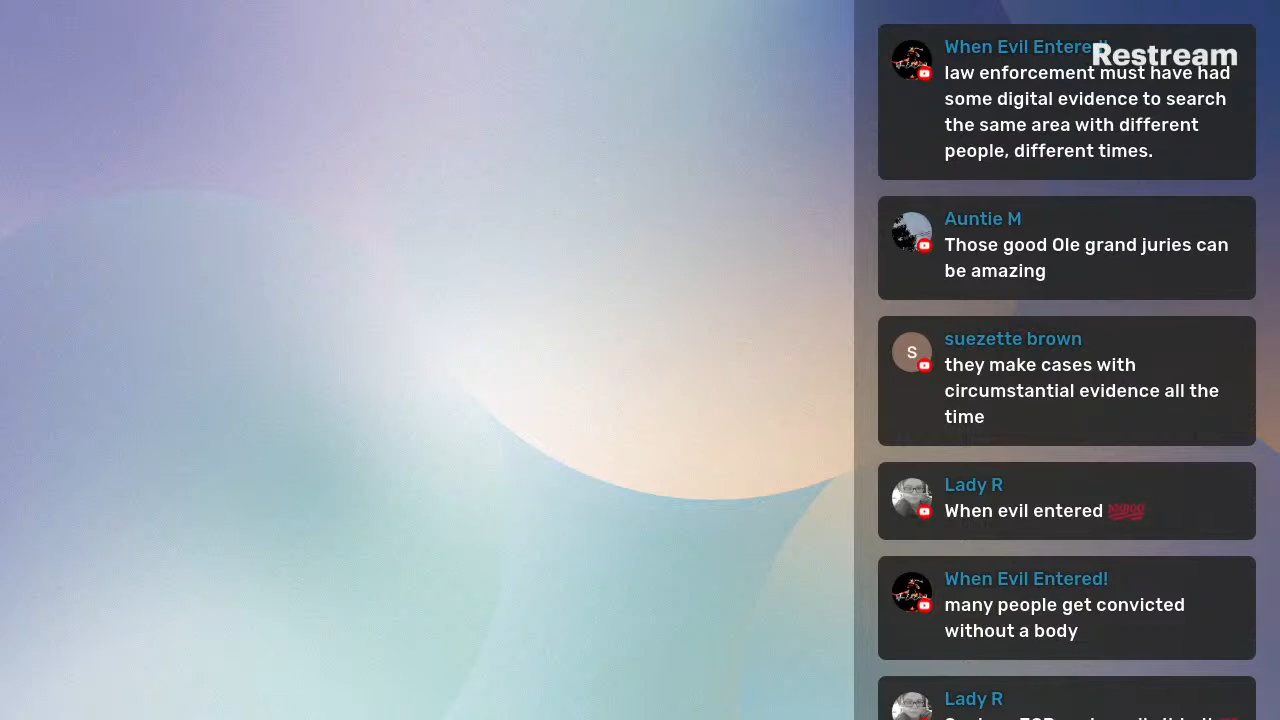 When Evil Entered!
Restream
law enforcement must have had
some digital evidence to search
the same area with different
people, different times.
Auntie M
Those good Ole grand juries can
be amazing
S
suezette brown
they make cases with
circumstantial evidence all the
time
Lady R
When evil entered 💯💯
When Evil Entered!
many people get convicted
without a body
Lady R